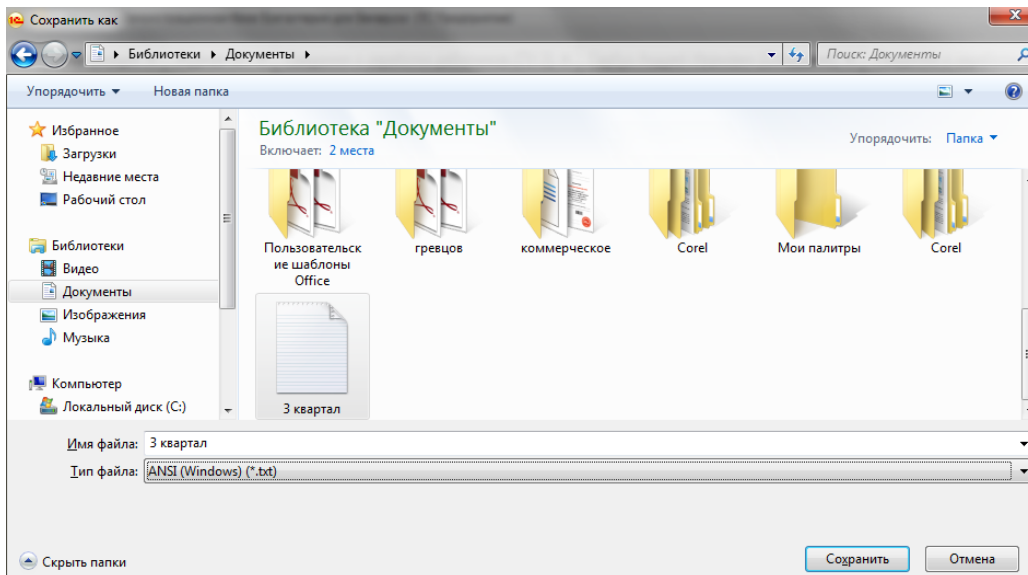 Сохранить как
Библиотеки
Документы
Поиск: Документы
Упорядочить
Новая папка
Избранное
Загрузки
Недавние места
Рабочий стол
Библиотеки
Видео
Документы
Изображения
Музыка
Компьютер
Локальный диск (C:)
Библиотека "Документы"
Включает: 2 места
Упорядочить: Папка
Пользовательск
ие шаблоны
Office
гревцов
коммерческое
Corel
Мои палитры
Corel
3 квартал
Имя файла: 3 квартал
Тип файла: ANSI (Windows) (*.txt)
Скрыть папки
Сохранить
Отмена